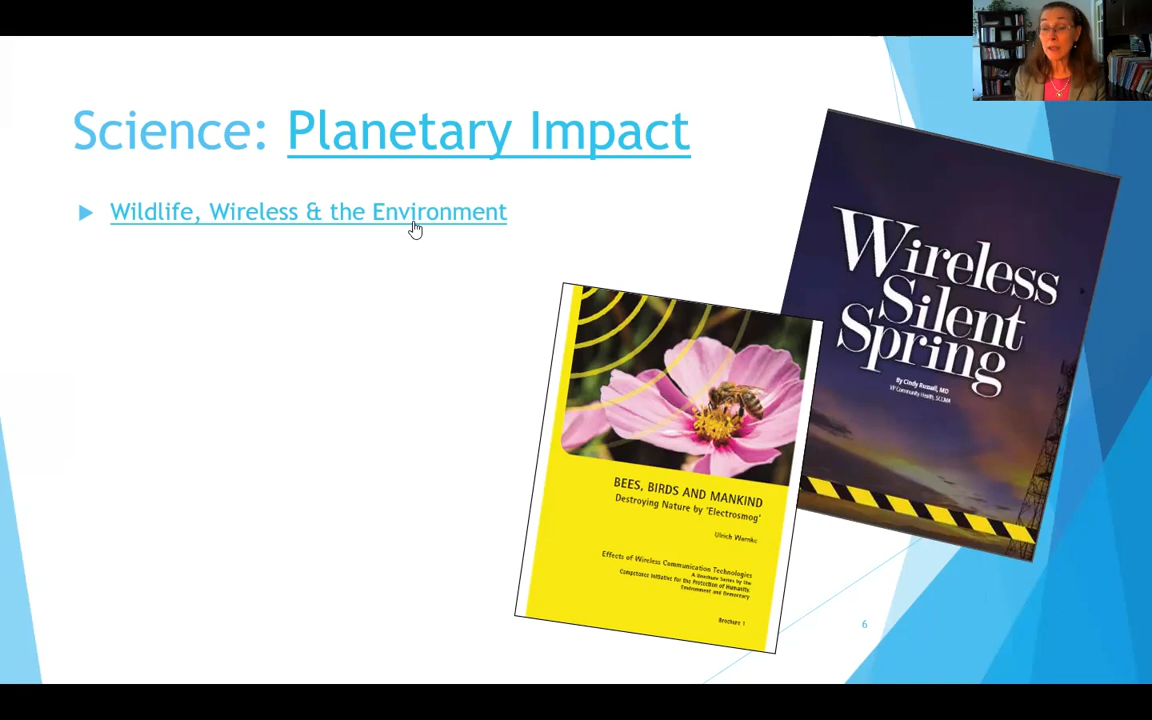 Science: Planetary Impact
Wildlife, Wireless & the Environment
Wireless
Silent
Spring
By Cindy Russell, MD
VP Community Health, SCCMA
BEES, BIRDS AND MANKIND
Destroying Nature by 'Electrosmog'
Ulrich Warnke
Effects of Wireless Communication Technologies
A Brochure Series by the
Competence Initiative for the Protection of Humanity,
Environment and Democracy
Brochure 1
6